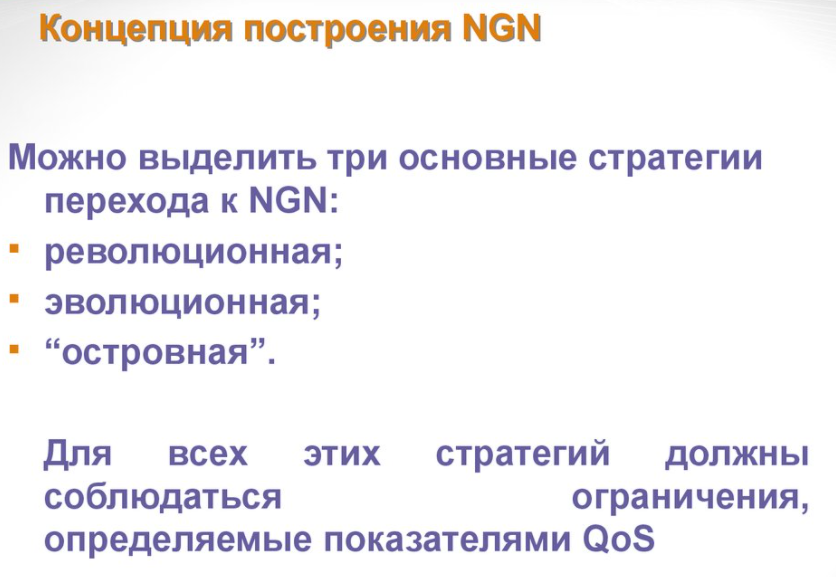 Концепция построения NGN
Можно выделить три основные стратегии
перехода к NGN:
▪ революционная;
▪ эволюционная;
▪ “островная”.
Для всех этих стратегий должны
соблюдаться ограничения,
определяемые показателями QoS